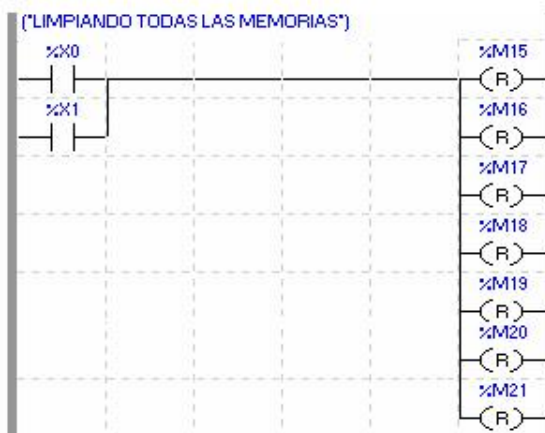 ("LIMPIANDO TODAS LAS MEMORIAS")
%X0
%M15
(R)
%X1
%M16
(R)
%M17
(R)
%M18
(R)
%M19
(R)
%M20
(R)
%M21
(R)